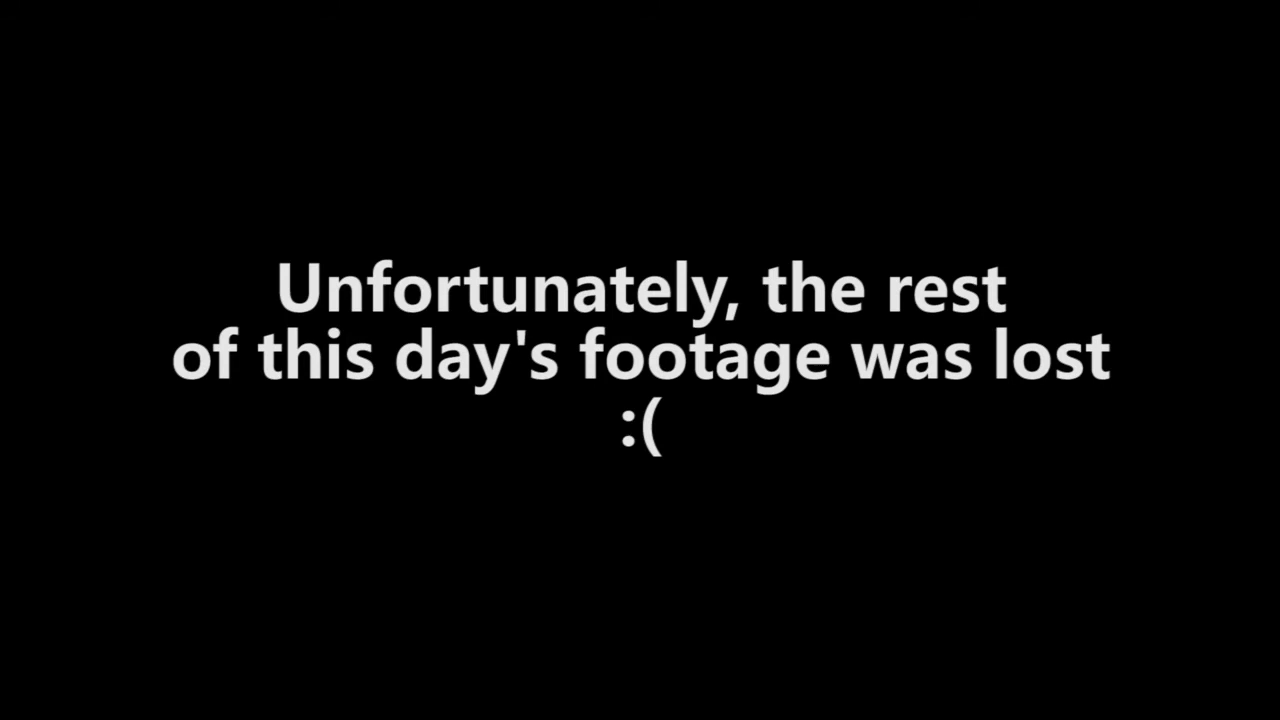 Unfortunately, the rest
of this day's footage was lost
:(